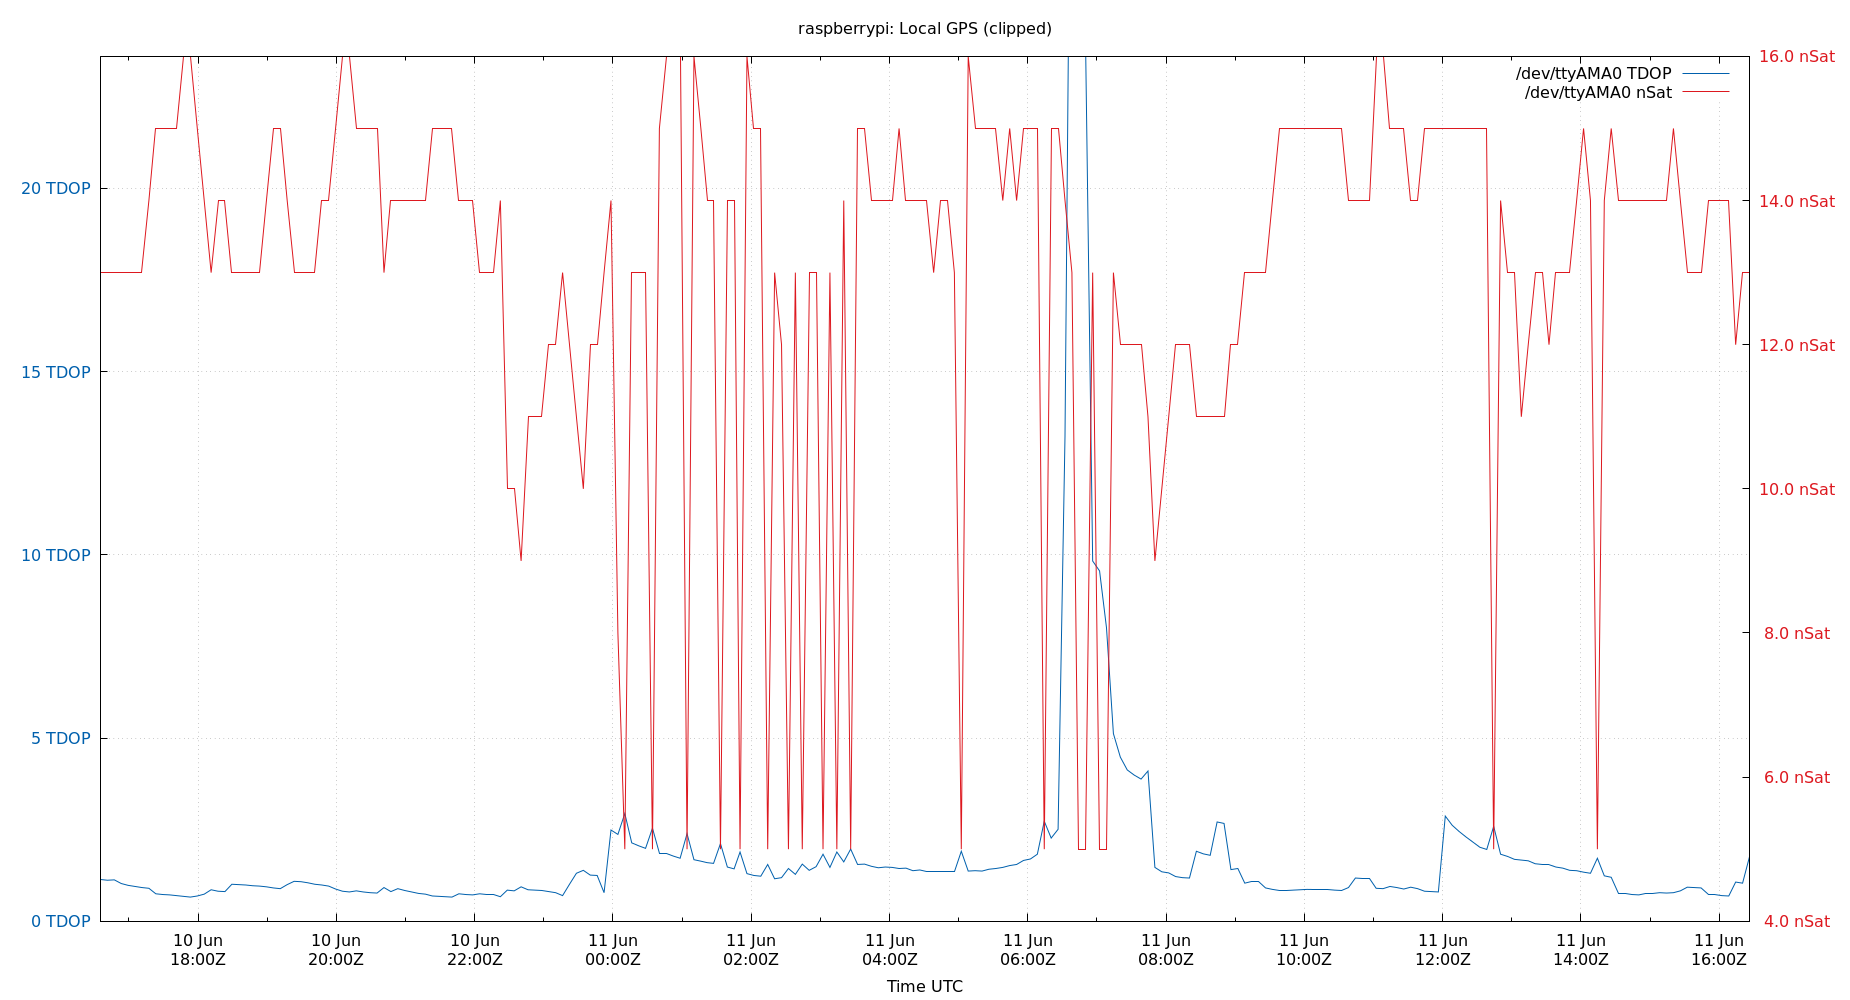 raspberrypi: Local GPS (clipped)
16.0 nSat
/dev/ttyAMA0 TDOP
/dev/ttyAMA0 nSat
20 TDOP
14.0 nSat
15 TDOP
12.0 nSat
10.0 nSat
10 TDOP
8.0 nSat
5 TDOP
6.0 nSat
0 TDOP
4.0 nSat
10 Jun 10 Jun 10 Jun 11 Jun 11 Jun 11 Jun 11 Jun 11 Jun 11 Jun 11 Jun 11 Jun 11 Jun
18:00Z 20:00Z 22:00Z 00:00Z 02:00Z 04:00Z 06:00Z 08:00Z 10:00Z 12:00Z 14:00Z 16:00Z
Time UTC